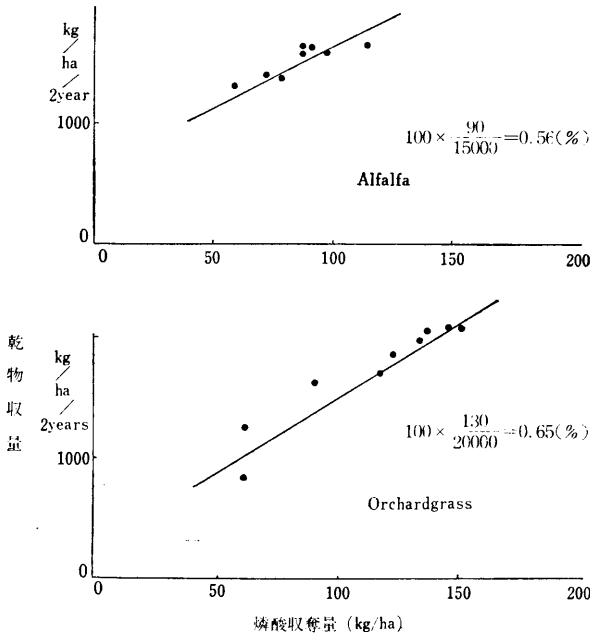 kg
/
ha
/
2year
1000
0
100× 90/15000 =0.56(%)
Alfalfa
0
50
100
150
200
乾物収量
kg
/
ha
/
2years
1000
0
100× 130/20000 =0.65(%)
Orchardgrass
0
50
100
150
200
燐酸収奪量 (kg/ha)